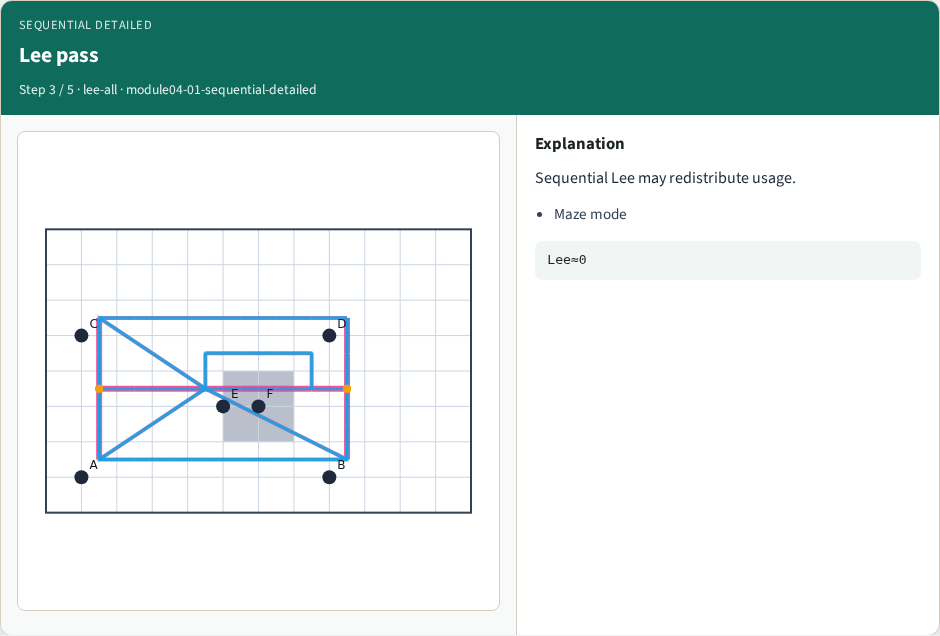 SEQUENTIAL DETAILED
Lee pass
Step 3 / 5 · lee-all · module04-01-sequential-detailed
C
D
E
F
A
B
Explanation
Sequential Lee may redistribute usage.
• Maze mode
Lee≈0